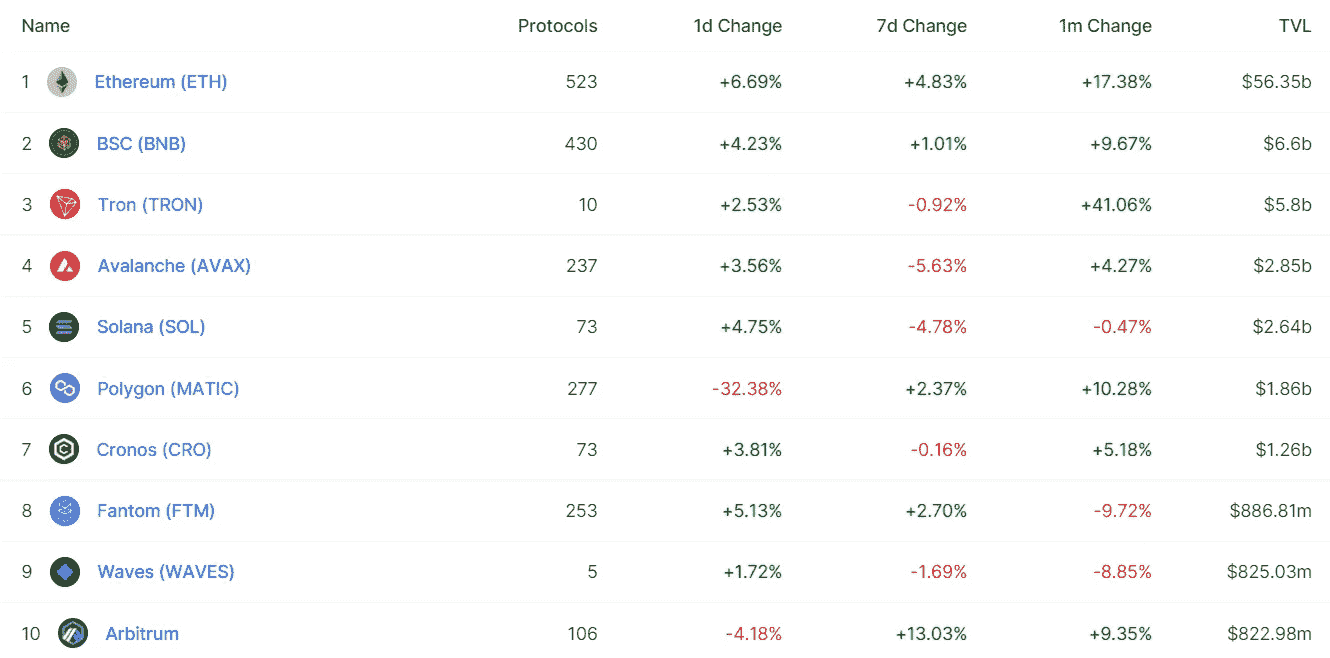 Name Protocols 1d Change 7d Change 1m Change TVL
1 Ethereum (ETH) 523 +6.69% +4.83% +17.38% $56.35b
2 BSC (BNB) 430 +4.23% +1.01% +9.67% $6.6b
3 Tron (TRON) 10 +2.53% -0.92% +41.06% $5.8b
4 Avalanche (AVAX) 237 +3.56% -5.63% +4.27% $2.85b
5 Solana (SOL) 73 +4.75% -4.78% -0.47% $2.64b
6 Polygon (MATIC) 277 -32.38% +2.37% +10.28% $1.86b
7 Cronos (CRO) 73 +3.81% -0.16% +5.18% $1.26b
8 Fantom (FTM) 253 +5.13% +2.70% -9.72% $886.81m
9 Waves (WAVES) 5 +1.72% -1.69% -8.85% $825.03m
10 Arbitrum 106 -4.18% +13.03% +9.35% $822.98m